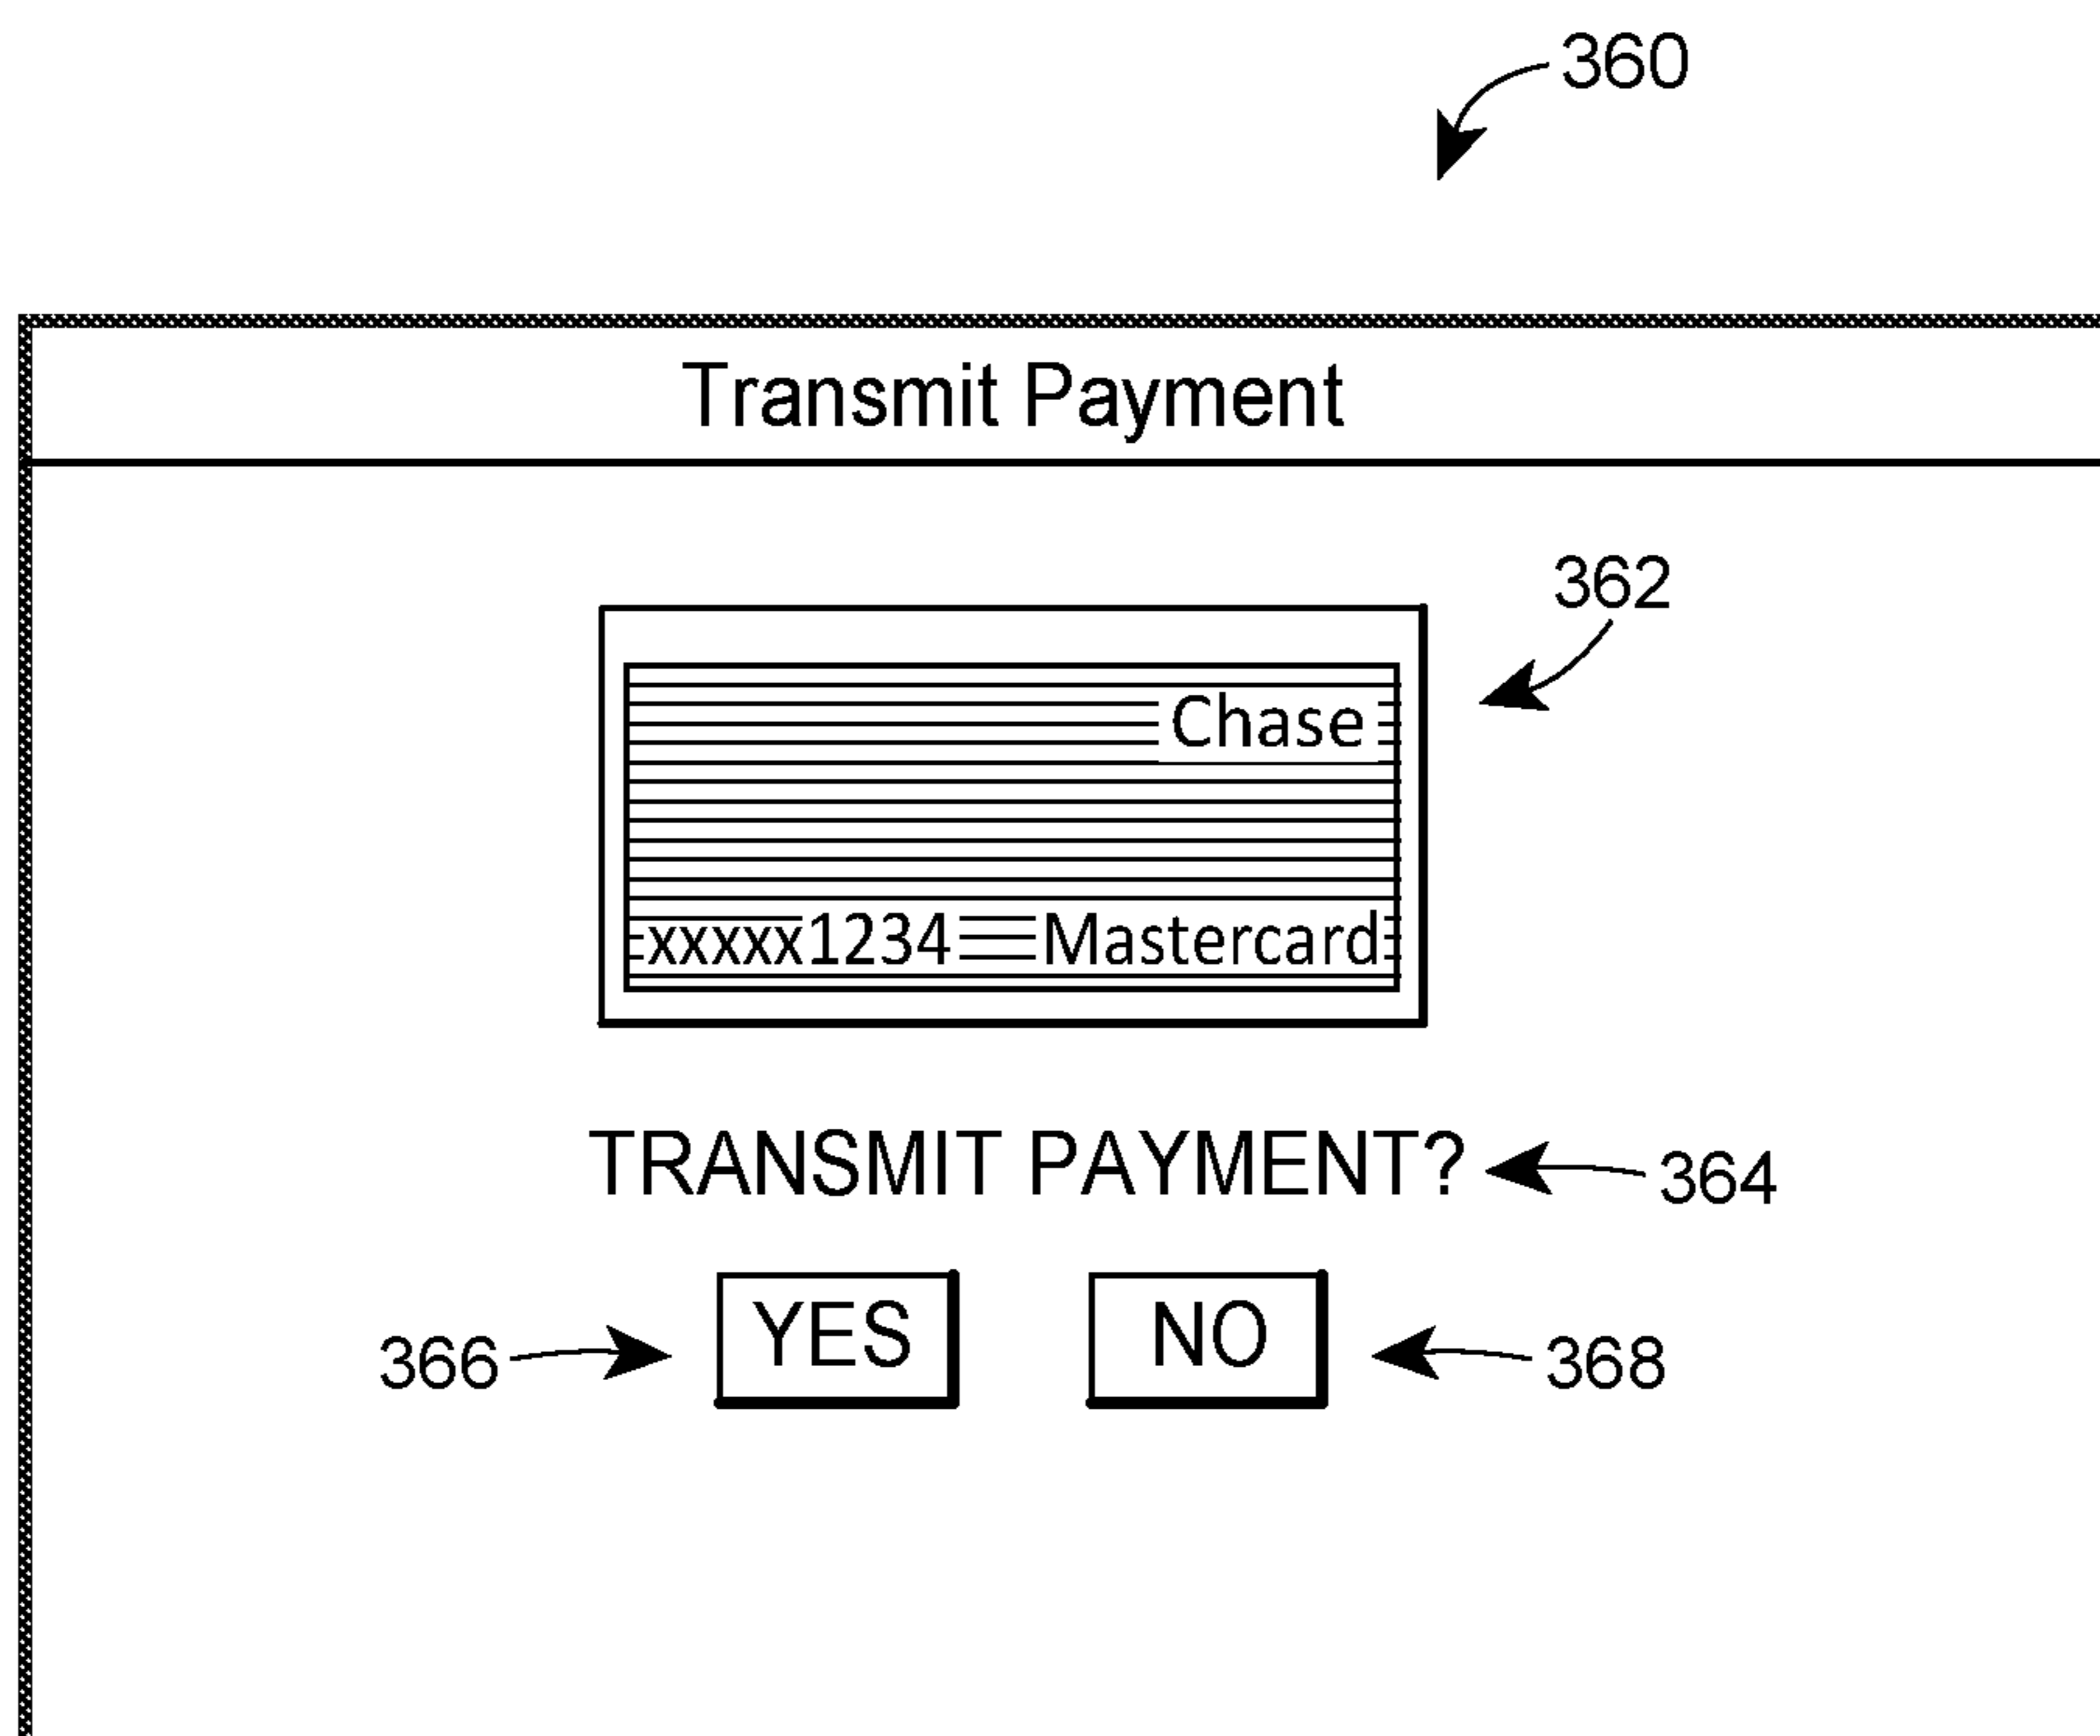 360
Transmit Payment
362
Chase
xxxxx1234 Mastercard
TRANSMIT PAYMENT?
364
366 YES NO 368